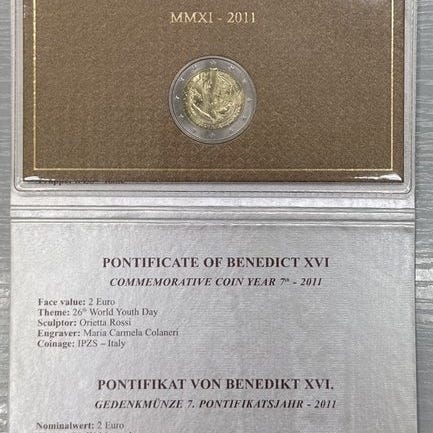 MMXI - 2011
PONTIFICATE OF BENEDICT XVI
COMMEMORATIVE COIN YEAR 7th - 2011
Face value: 2 Euro
Theme: 26th World Youth Day
Sculptor: Orietta Rossi
Engraver: Maria Carmela Colaneri
Coinage: IPZS – Italy
PONTIFIKAT VON BENEDIKT XVI.
GEDENKMÜNZE 7. PONTIFIKATSJAHR - 2011
Nominalwert: 2 Euro